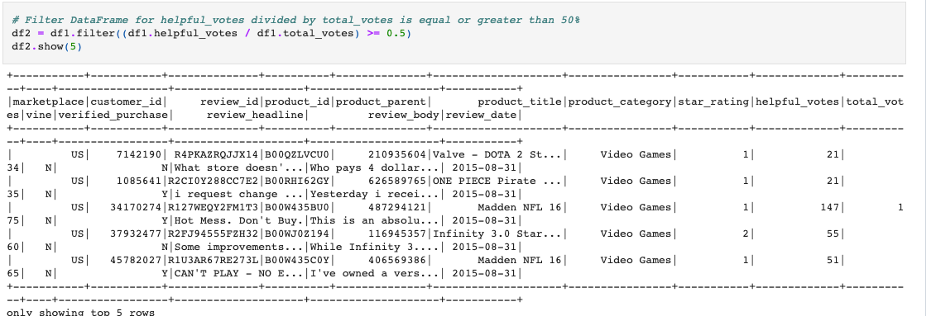 # Filter DataFrame for helpful_votes divided by total_votes is equal or greater than 50%
df2 = df1.filter((df1.helpful_votes / df1.total_votes) >= 0.5)
df2.show(5)
+-----------+-----------+--------------+----------+--------------+--------------------+----------------+-----------+-------------+---------
--+----+-----------------+--------------------+--------------------+-----------+
|marketplace|customer_id|     review_id|product_id|product_parent|       product_title|product_category|star_rating|helpful_votes|total_vot
es|vine|verified_purchase|     review_headline|         review_body|review_date|
+-----------+-----------+--------------+----------+--------------+--------------------+----------------+-----------+-------------+---------
--+----+-----------------+--------------------+--------------------+-----------+
|         US|    7142190| R4PKAZRQJJX14|B00QZLVCU0|     210935604|Valve - DOTA 2 St...|     Video Games|          1|           21|
34|   N|                N|What store doesn'...|Who pays 4 dollar...| 2015-08-31|
|         US|    1085641|R2CI0Y288CC7E2|B00RHI62GY|     626589765|ONE PIECE Pirate ...|     Video Games|          1|           21|
35|   N|                Y|i request change ...|Yesterday i recei...| 2015-08-31|
|         US|   34170274|R127WEQY2FM1T3|B00W435BU0|     487294121|       Madden NFL 16|     Video Games|          1|          147|        1
75|   N|                Y|Hot Mess. Don't Buy.|This is an absolu...| 2015-08-31|
|         US|   37932477|R2FJ94555FZH32|B00WJ0Z194|     116945357|Infinity 3.0 Star...|     Video Games|          2|           55|
60|   N|                N|Some improvements...|While Infinity 3....| 2015-08-31|
|         US|   45782027|R1U3AR67RE273L|B00W435C0Y|     406569386|       Madden NFL 16|     Video Games|          1|           51|
65|   N|                Y|CAN'T PLAY - NO E...|I've owned a vers...| 2015-08-31|
+-----------+-----------+--------------+----------+--------------+--------------------+----------------+-----------+-------------+---------
--+----+-----------------+--------------------+--------------------+-----------+
only showing top 5 rows